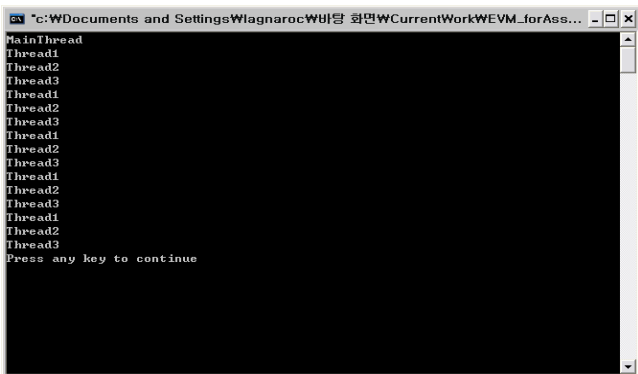 "c:₩Documents and Settings₩lagnaroc₩바탕 화면₩CurrentWork₩EVM_forAss...
MainThread
Thread1
Thread2
Thread3
Thread1
Thread2
Thread3
Thread1
Thread2
Thread3
Thread1
Thread2
Thread3
Thread1
Thread2
Thread3
Press any key to continue